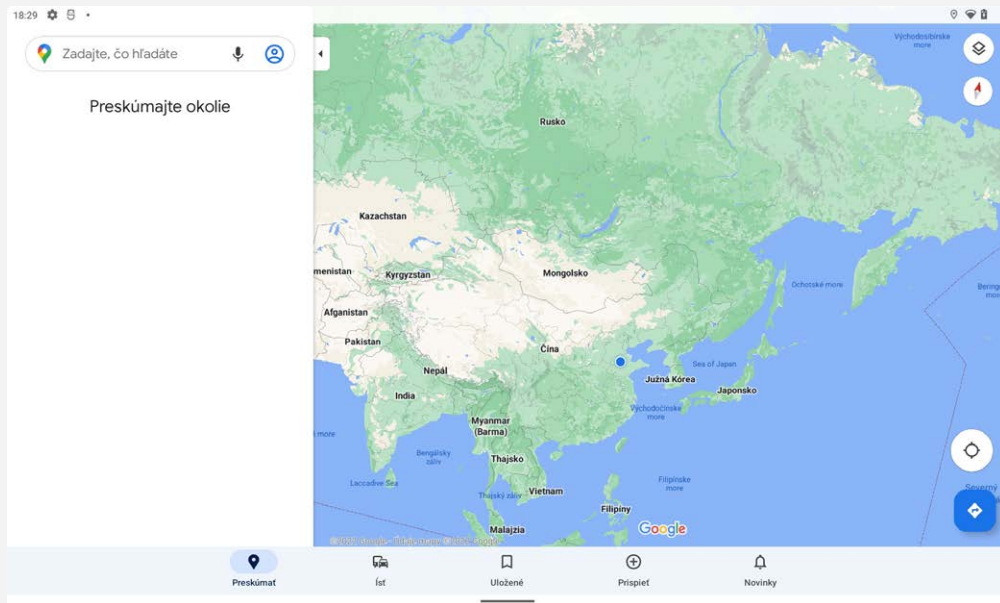 18:29
Zadajte, čo hľadáte
Preskúmajte okolie
Východosibírske
more
Rusko
Kazachstan
Mongolsko
Ochotské more
menistan
Kyrgyzstan
Afganistan
Pakistan
Čína
Nepál
Sea of Japan
Južná Kórea
Japonsko
India
Východočínske
more
Myanmar
(Barma)
more
Bengálsky
záliv
Thajsko
Laccadive Sea
Thajský záliv
Vietnam
Filipínske
more
Severný
Filipíny
Malajzia
Google
Preskúmať
Ísť
Uložené
Prispieť
Novinky